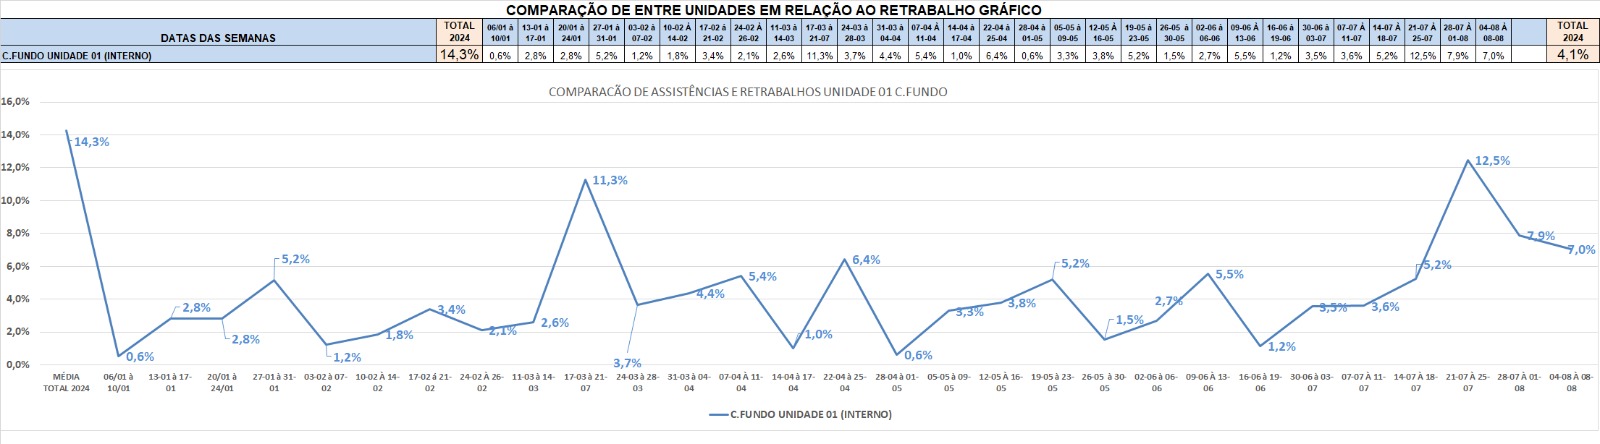 COMPARAÇÃO DE ENTRE UNIDADES EM RELAÇÃO AO RETRABALHO GRÁFICO
DATAS DAS SEMANAS TOTAL 2024 06/01 à 10/01 13-01 à 17-01 20/01 à 24/01 27-01 à 31-01 03-02 à 07-02 10-02 À 14-02 17-02 à 21-02 24-02 À 26-02 11-03 à 14-03 17-03 à 21-07 24-03 à 28-03 31-03 à 04-04 07-04 À 11-04 14-04 à 17-04 22-04 à 25-04 28-04 à 01-05 05-05 à 09-05 12-05 À 16-05 19-05 à 23-05 26-05 à 30-05 02-06 à 06-06 09-06 À 13-06 16-06 à 19-06 30-06 à 03-07 07-07 À 11-07 14-07 À 18-07 21-07 À 25-07 28-07 À 01-08 04-08 À 08-08 TOTAL 2024
C.FUNDO UNIDADE 01 (INTERNO) 14,3% 0,6% 2,8% 2,8% 5,2% 1,2% 1,8% 3,4% 2,1% 2,6% 11,3% 3,7% 4,4% 5,4% 1,0% 6,4% 0,6% 3,3% 3,8% 5,2% 1,5% 2,7% 5,5% 1,2% 3,5% 3,6% 5,2% 12,5% 7,9% 7,0% 4,1%
COMPARACÃO DE ASSISTÊNCIAS E RETRABALHOS UNIDADE 01 C.FUNDO
16,0%
14,0%
12,0%
10,0%
8,0%
6,0%
4,0%
2,0%
0,0%
14,3% 0,6% 2,8% 2,8% 5,2% 1,2% 1,8% 3,4% 2,1% 2,6% 11,3% 3,7% 4,4% 5,4% 1,0% 6,4% 0,6% 3,3% 3,8% 5,2% 1,5% 2,7% 5,5% 1,2% 3,5% 3,6% 5,2% 12,5% 7,9% 7,0%
MÉDIA 06/01 à 13-01 à 17- 20/01 à 27-01 à 31- 03-02 à 07- 10-02 À 14- 17-02 à 21- 24-02 À 26- 11-03 à 14- 17-03 à 21- 24-03 à 28- 31-03 à 04- 07-04 À 11- 14-04 à 17- 22-04 à 25- 28-04 à 01- 05-05 à 09- 12-05 À 16- 19-05 à 23- 26-05 à 30- 02-06 à 06- 09-06 À 13- 16-06 à 19- 30-06 à 03- 07-07 À 11- 14-07 À 18- 21-07 À 25- 28-07 À 01- 04-08 À 08-
TOTAL 2024 10/01 01 24/01 01 02 02 02 02 03 07 03 04 04 04 04 05 05 05 05 05 06 06 06 07 07 07 07 08 08
C.FUNDO UNIDADE 01 (INTERNO)